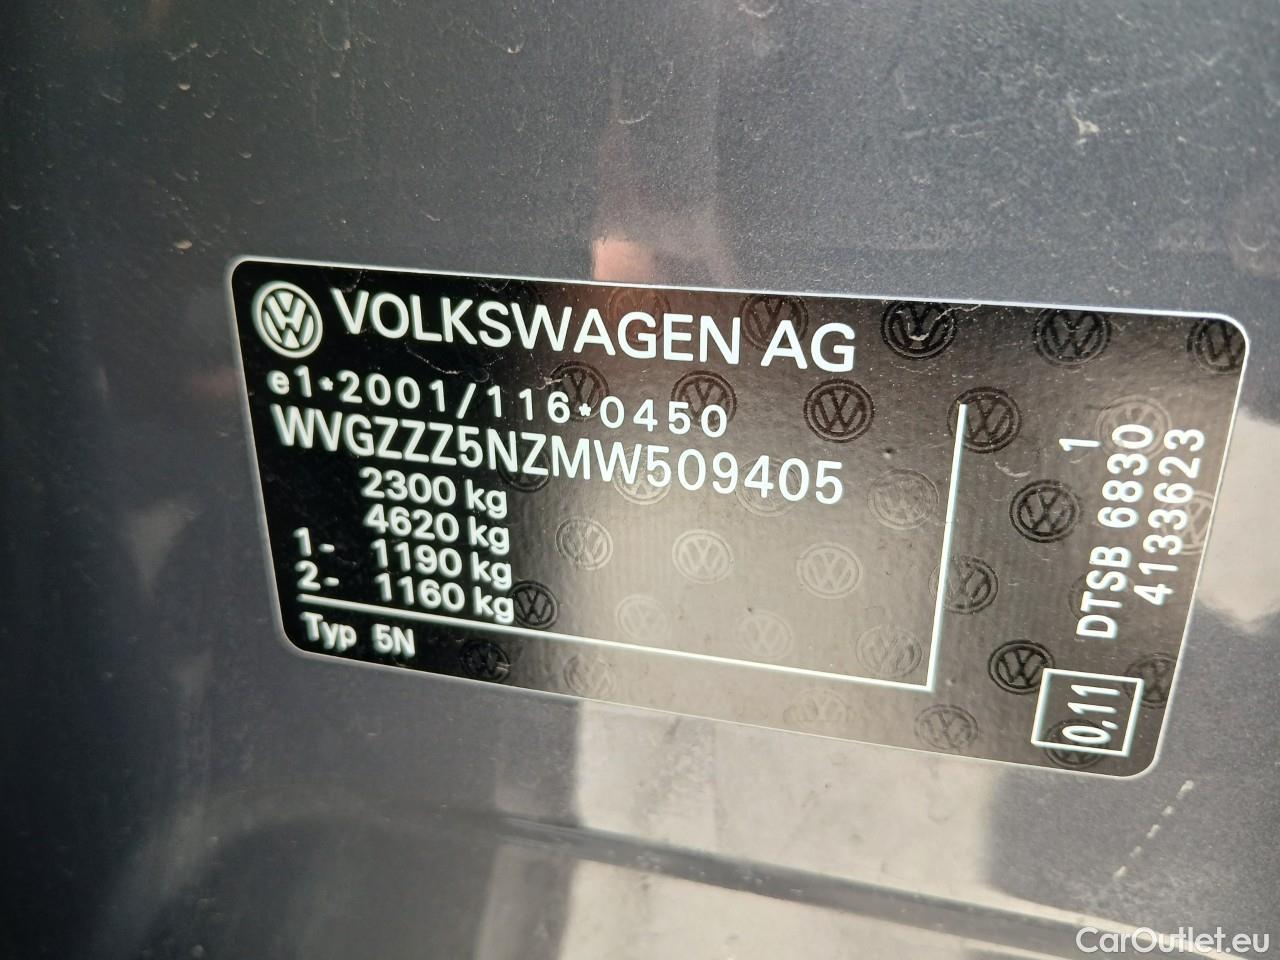 VOLKSWAGEN AG
e1*2001/116*0450
WVGZZZ5NZMW509405
2300 kg
4620 kg
1- 1190 kg
2- 1160 kg
Typ 5N
1
DTSB 6830
4133623
0,11
CarOutlet.eu